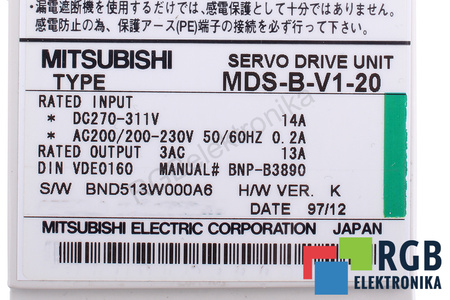 ・漏電遮断機を使用するだけでは、感電保護として十分ではありません。
感電防止の為、保護アース(PE)端子の接続を必ず行って下さい。
MITSUBISHI SERVO DRIVE UNIT
TYPE MDS-B-V1-20
RATED INPUT
* DC270-311V 14A
* AC200/200-230V 50/60HZ 0.2A
RATED OUTPUT 3AC 13A
DIN VDE0160 MANUAL# BNP-B3890
S/W BND513W000A6 H/W VER. K
DATE 97/12
MITSUBISHI ELECTRIC CORPORATION JAPAN
RGB
ELEKTRONIKA